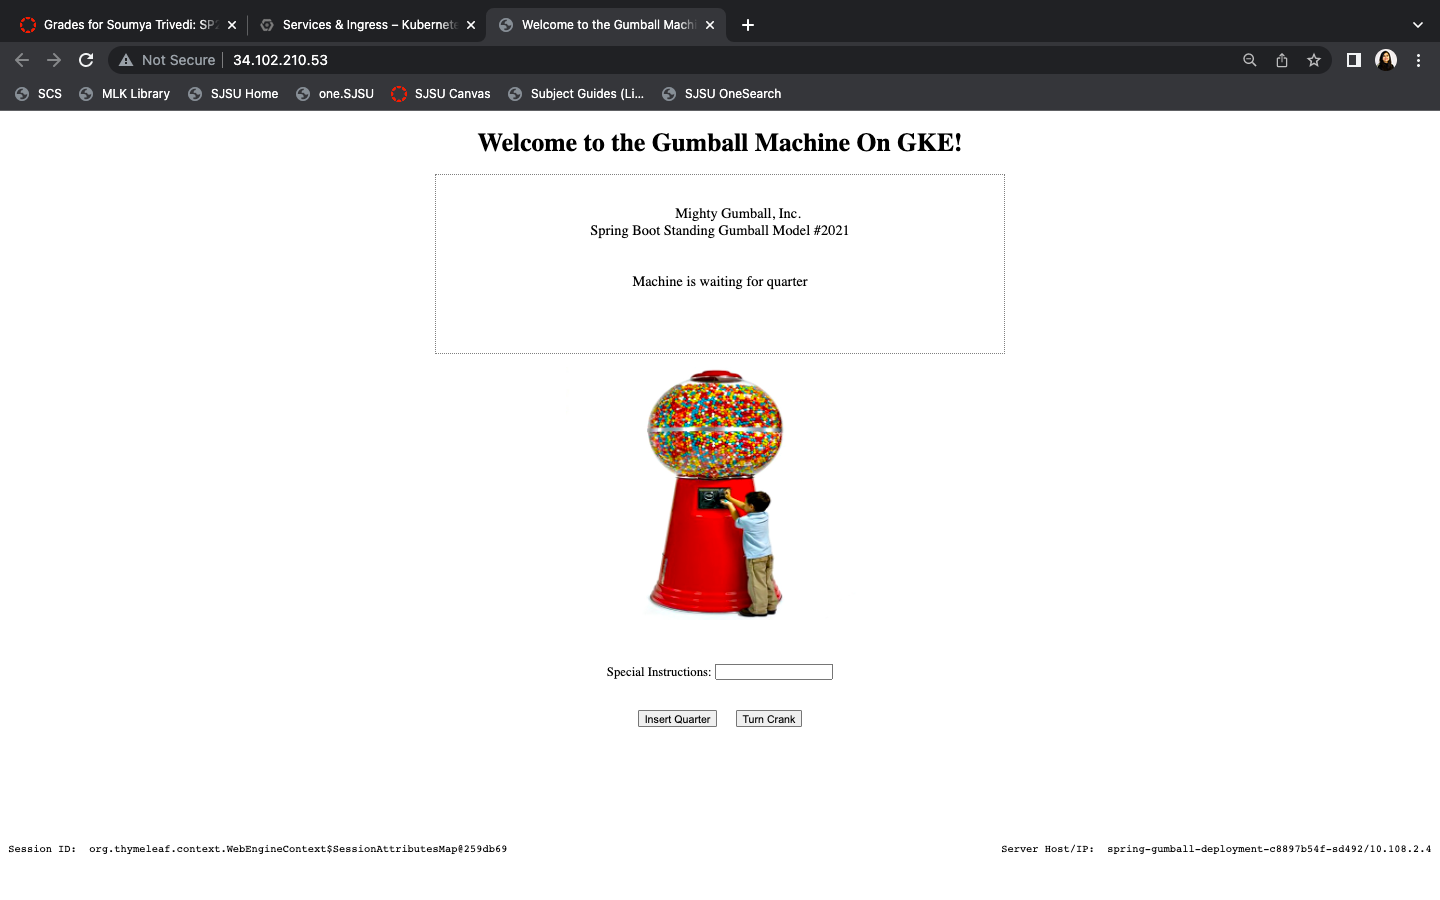 Grades for Soumya Trivedi: SP2
Services & Ingress – Kubernete
Welcome to the Gumball Machi
Not Secure
34.102.210.53
SCS
MLK Library
SJSU Home
one.SJSU
SJSU Canvas
Subject Guides (Li...
SJSU OneSearch
Welcome to the Gumball Machine On GKE!
Mighty Gumball, Inc.
Spring Boot Standing Gumball Model #2021
Machine is waiting for quarter
Special Instructions:
Insert Quarter
Turn Crank
Session ID: org.thymeleaf.context.WebEngineContext$SessionAttributesMap@259db69
Server Host/IP: spring-gumball-deployment-c8897b54f-sd492/10.108.2.4